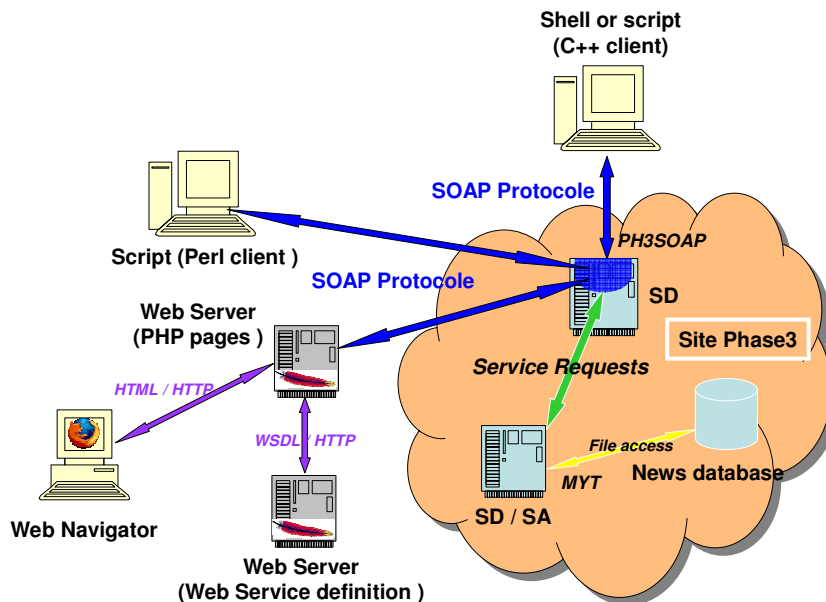 Shell or script
(C++ client)
SOAP Protocole
Script (Perl client )
PH3SOAP
SOAP Protocole
SD
Web Server
(PHP pages )
Site Phase3
Service Requests
HTML / HTTP
WSDL / HTTP
File access
MYT
News database
Web Navigator
SD / SA
Web Server
(Web Service definition )